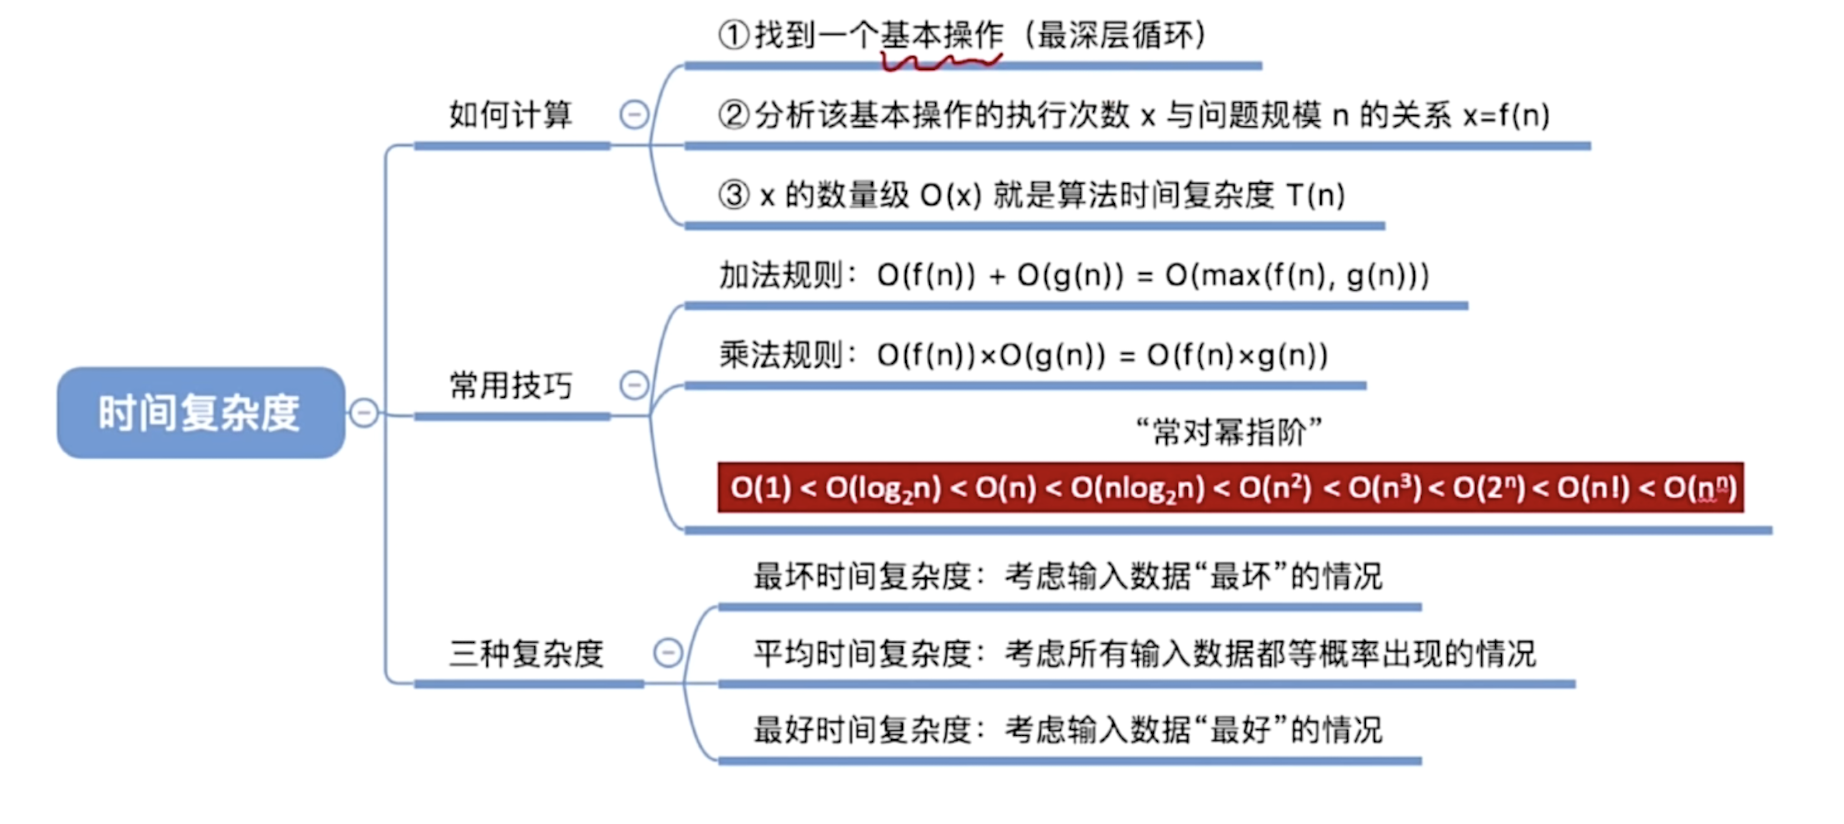 ①找到一个基本操作（最深层循环）
如何计算
②分析该基本操作的执行次数 x 与问题规模 n 的关系 x=f(n)
③ x 的数量级 O(x) 就是算法时间复杂度 T(n)
加法规则：O(f(n)) + O(g(n)) = O(max(f(n), g(n)))
乘法规则：O(f(n))×O(g(n)) = O(f(n)×g(n))
常用技巧
时间复杂度
“常对幂指阶”
O(1) < O(log₂n) < O(n) < O(nlog₂n) < O(n²) < O(n³) < O(2ⁿ) < O(n!) < O(nⁿ)
最坏时间复杂度：考虑输入数据“最坏”的情况
三种复杂度
平均时间复杂度：考虑所有输入数据都等概率出现的情况
最好时间复杂度：考虑输入数据“最好”的情况